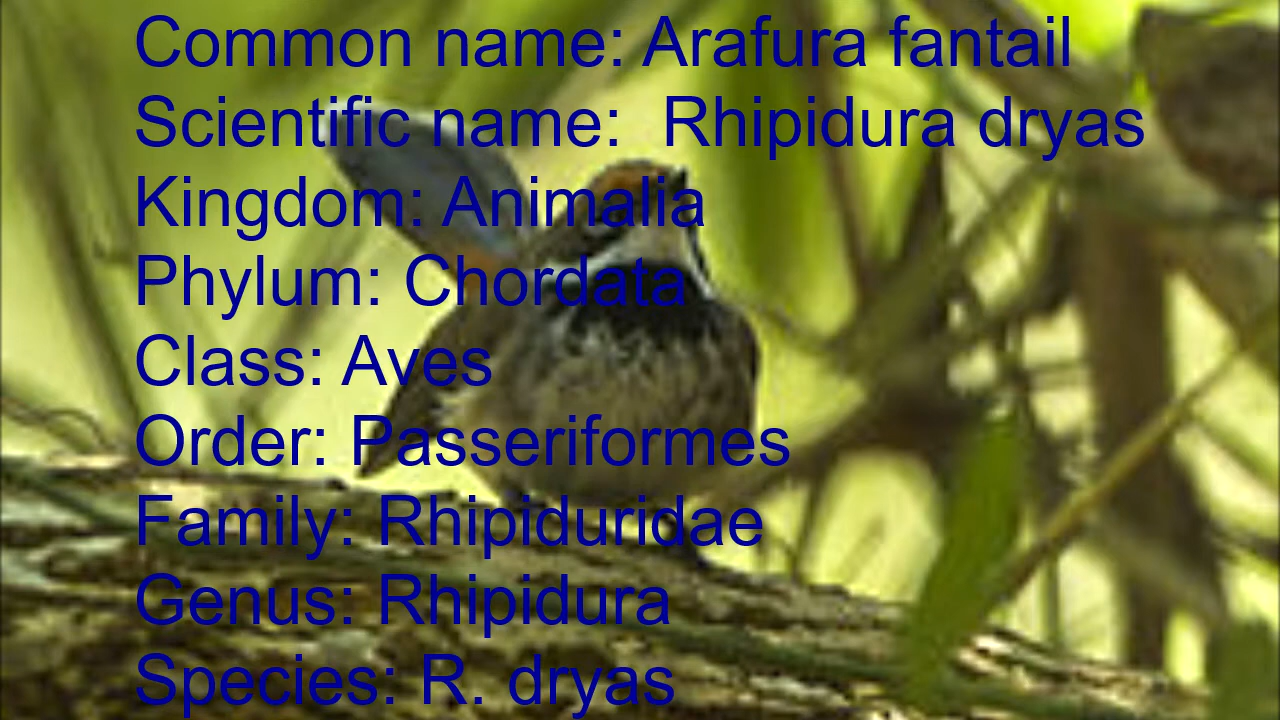 Common name: Arafura fantail
Scientific name:  Rhipidura dryas
Kingdom: Animalia
Phylum: Chordata
Class: Aves
Order: Passeriformes
Family: Rhipiduridae
Genus: Rhipidura
Species: R. dryas